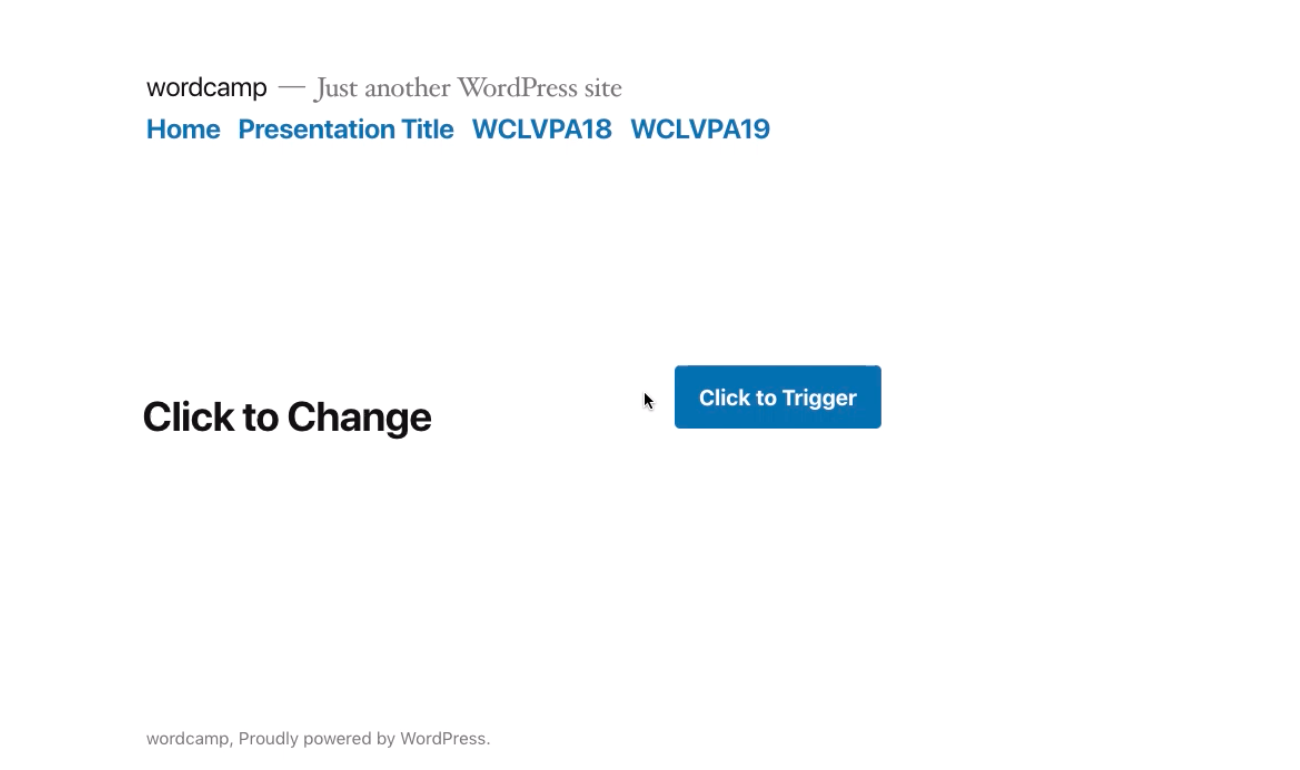 wordcamp — Just another WordPress site
Home Presentation Title WCLVPA18 WCLVPA19
Click to Trigger
Click to Change
wordcamp, Proudly powered by WordPress.